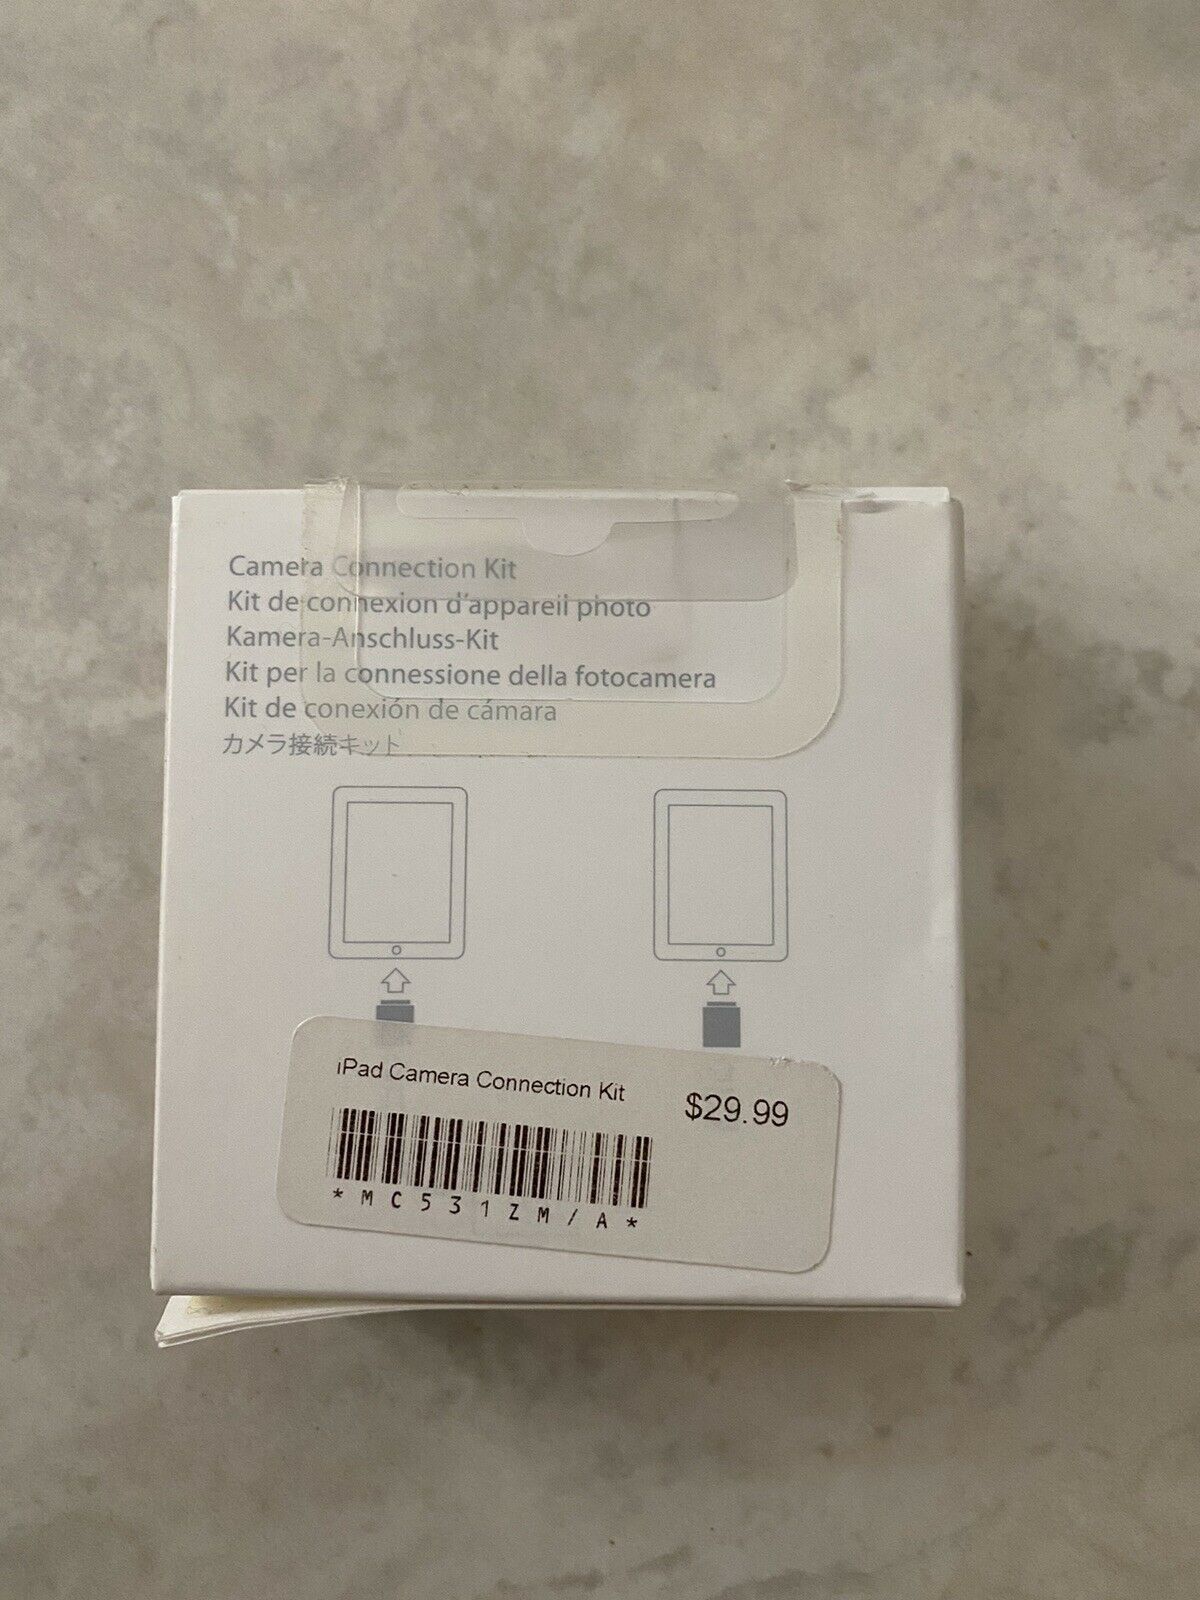 Camera Connection Kit
Kit de connexion d'appareil photo
Kamera-Anschluss-Kit
Kit per la connessione della fotocamera
Kit de conexión de cámara
カメラ接続キット
iPad Camera Connection Kit
$29.99
*MC531ZM/A*